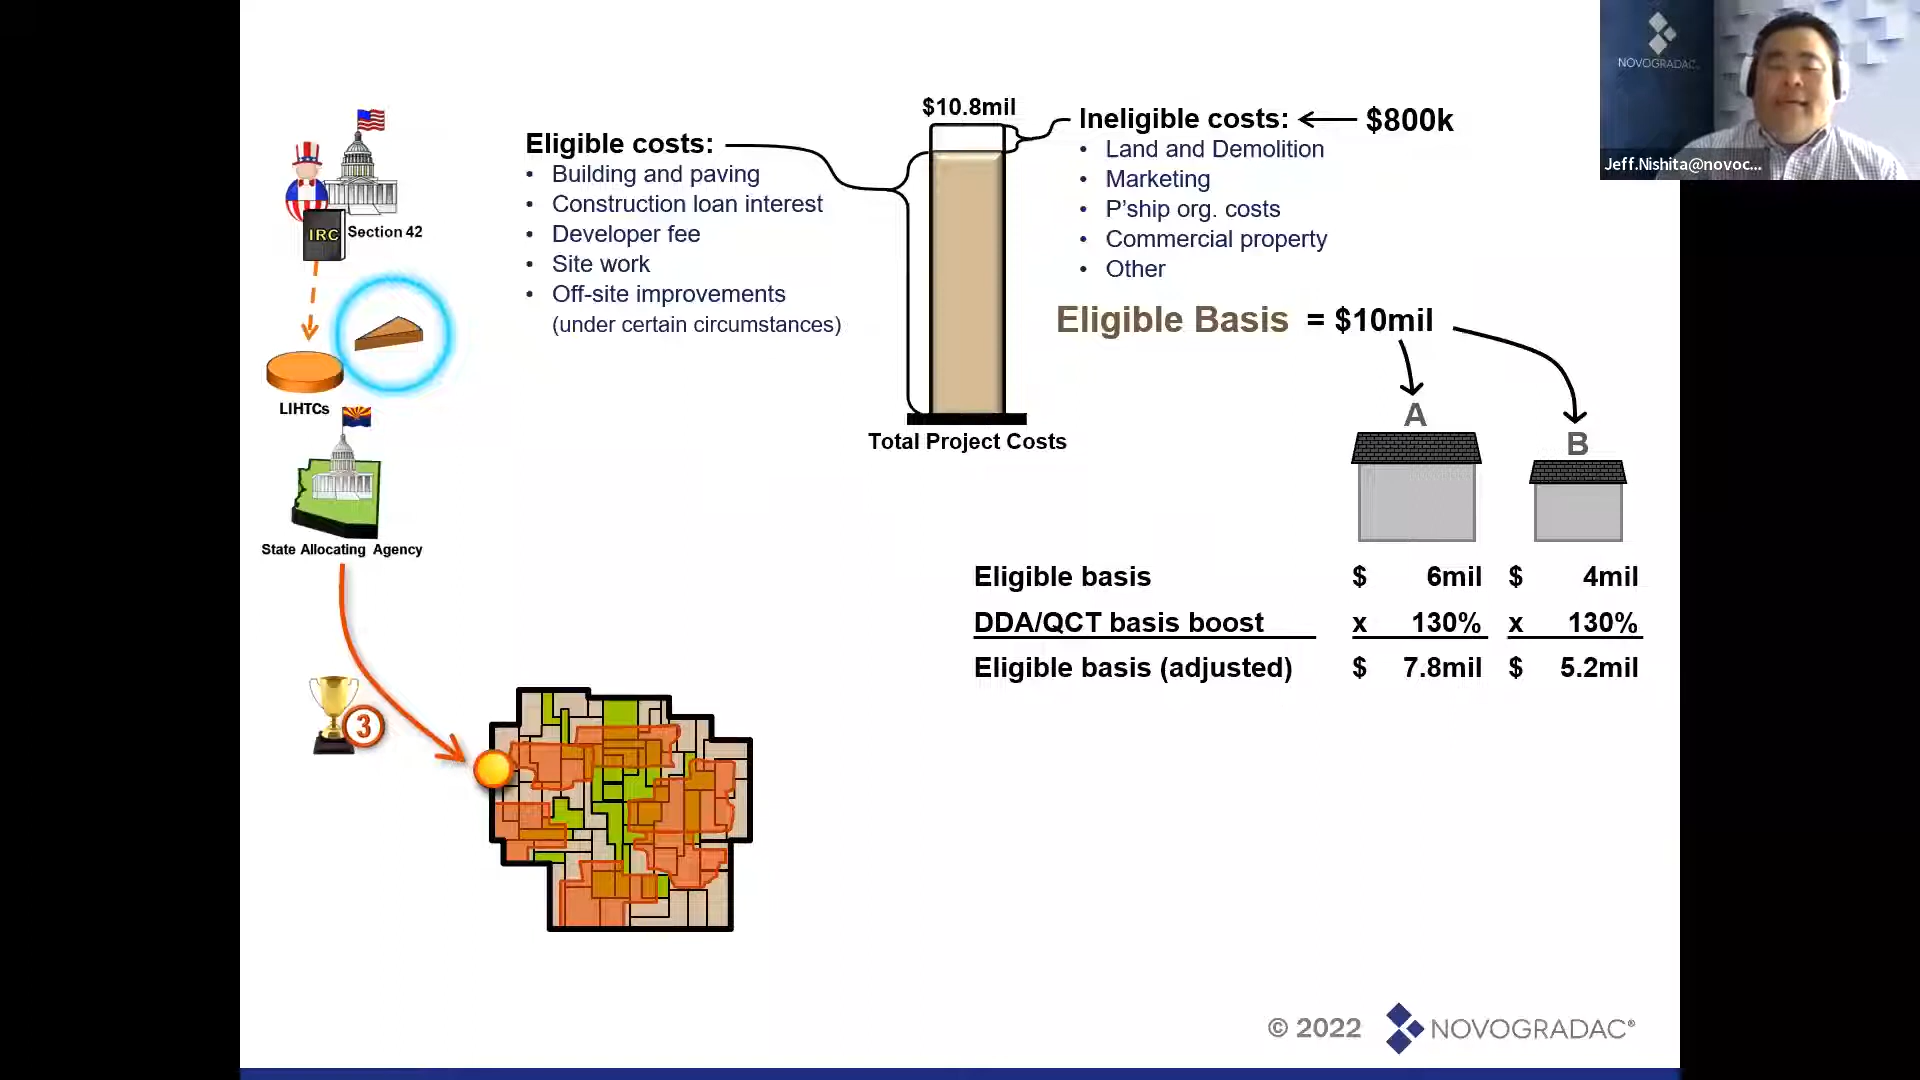 IRC
Section 42
LIHTCs
State Allocating Agency
3
Eligible costs:
• Building and paving
• Construction loan interest
• Developer fee
• Site work
• Off-site improvements
(under certain circumstances)
$10.8mil
Total Project Costs
Ineligible costs:
$800k
• Land and Demolition
• Marketing
• P'ship org. costs
• Commercial property
• Other
Eligible Basis = $10mil
A
B
Eligible basis $ 6mil $ 4mil
DDA/QCT basis boost x 130% x 130%
Eligible basis (adjusted) $ 7.8mil $ 5.2mil
© 2022 NOVOGRADAC®
NOVOGRADAC
Jeff.Nishita@novoc...